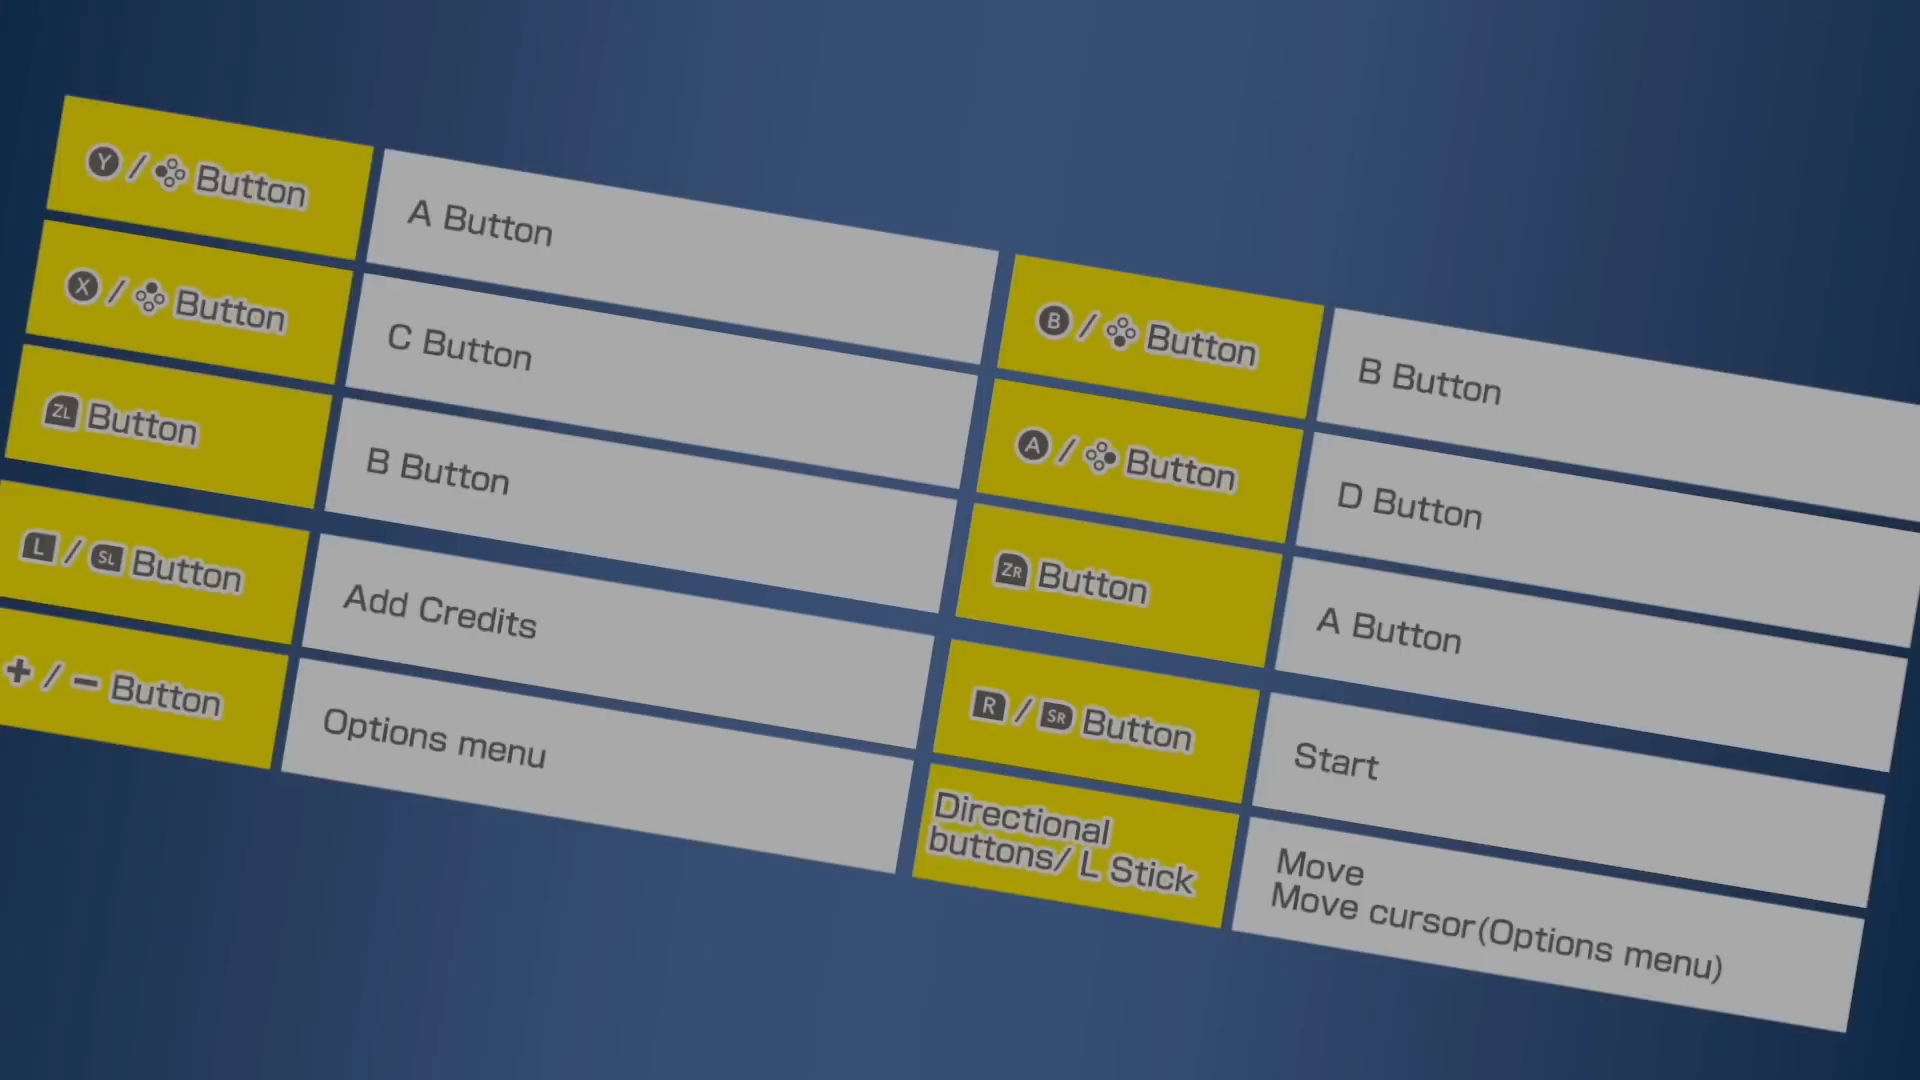 Y / Button
A Button
B / Button
B Button
X / Button
C Button
A / Button
D Button
ZL Button
B Button
ZR Button
A Button
L / SL Button
Add Credits
R / SR Button
Start
+ / − Button
Options menu
Directional
buttons/ L Stick
Move
Move cursor(Options menu)